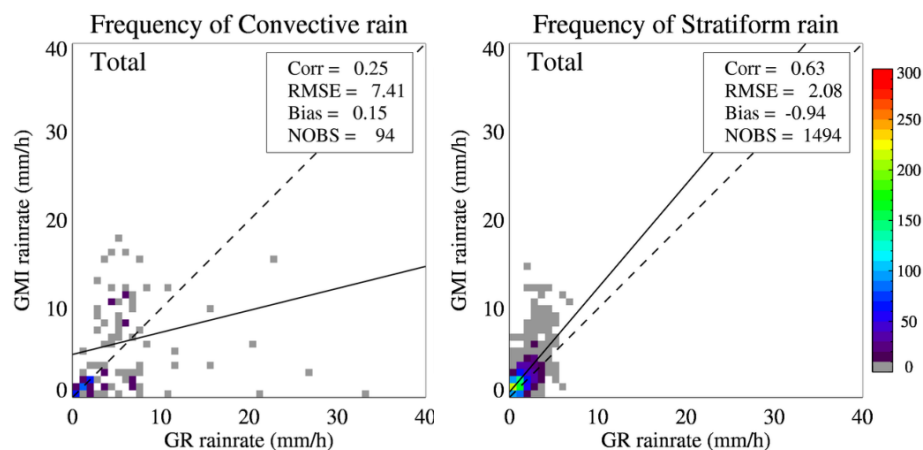 Frequency of Convective rain
Total
Corr = 0.25
RMSE = 7.41
Bias = 0.15
NOBS = 94
40
30
20
10
0
GMI rainrate (mm/h)
0 10 20 30 40
GR rainrate (mm/h)
Frequency of Stratiform rain
Total
Corr = 0.63
RMSE = 2.08
Bias = -0.94
NOBS = 1494
40
30
20
10
0
GMI rainrate (mm/h)
0 10 20 30 40
GR rainrate (mm/h)
300
250
200
150
100
50
0